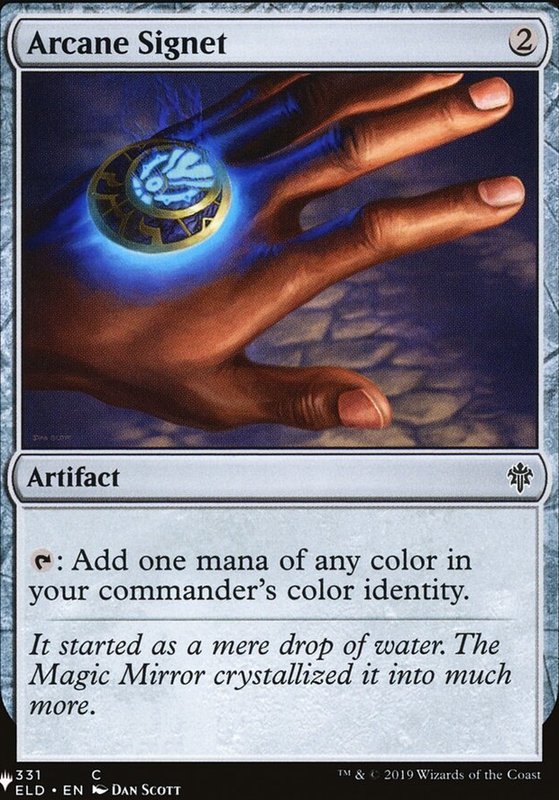 Arcane Signet 2
Artifact
: Add one mana of any color in
your commander's color identity.
It started as a mere drop of water. The
Magic Mirror crystallized it into much
more.
331 C
ELD • EN Dan Scott
™ & © 2019 Wizards of the Coast